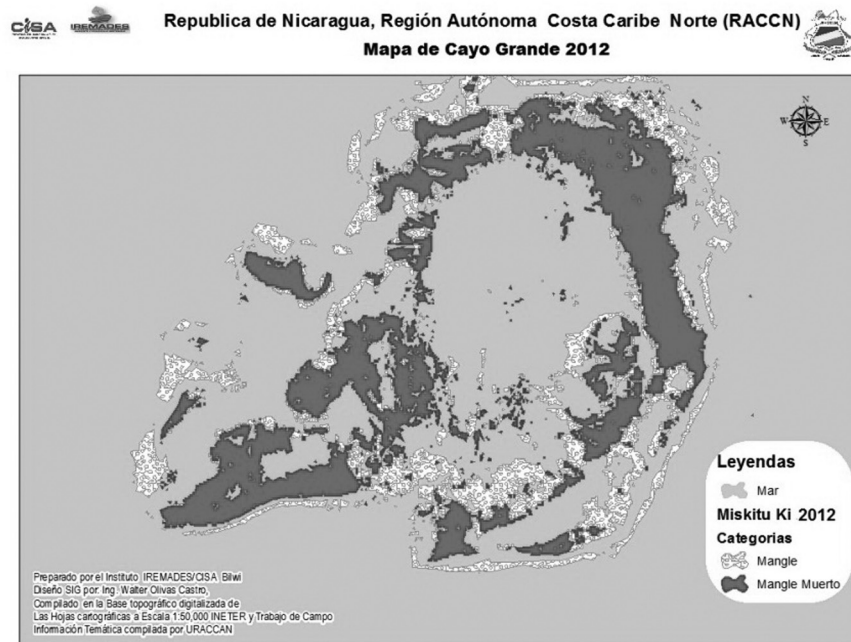 CISA
IREMADES
Republica de Nicaragua, Región Autónoma Costa Caribe Norte (RACCN)
Mapa de Cayo Grande 2012
N
W E
S
Leyendas
Mar
Miskitu Ki 2012
Categorias
Mangle
Mangle Muerto
Preparado por el Instituto IREMADES/CISA Bilwi
Diseño SIG por: Ing: Walter Olivas Castro,
Compilado en la Base topográfico digitalizada de
Las Hojas cartográficas a Escala 1:50,000 INETER y Trabajo de Campo
Información Temática compilada por URACCAN